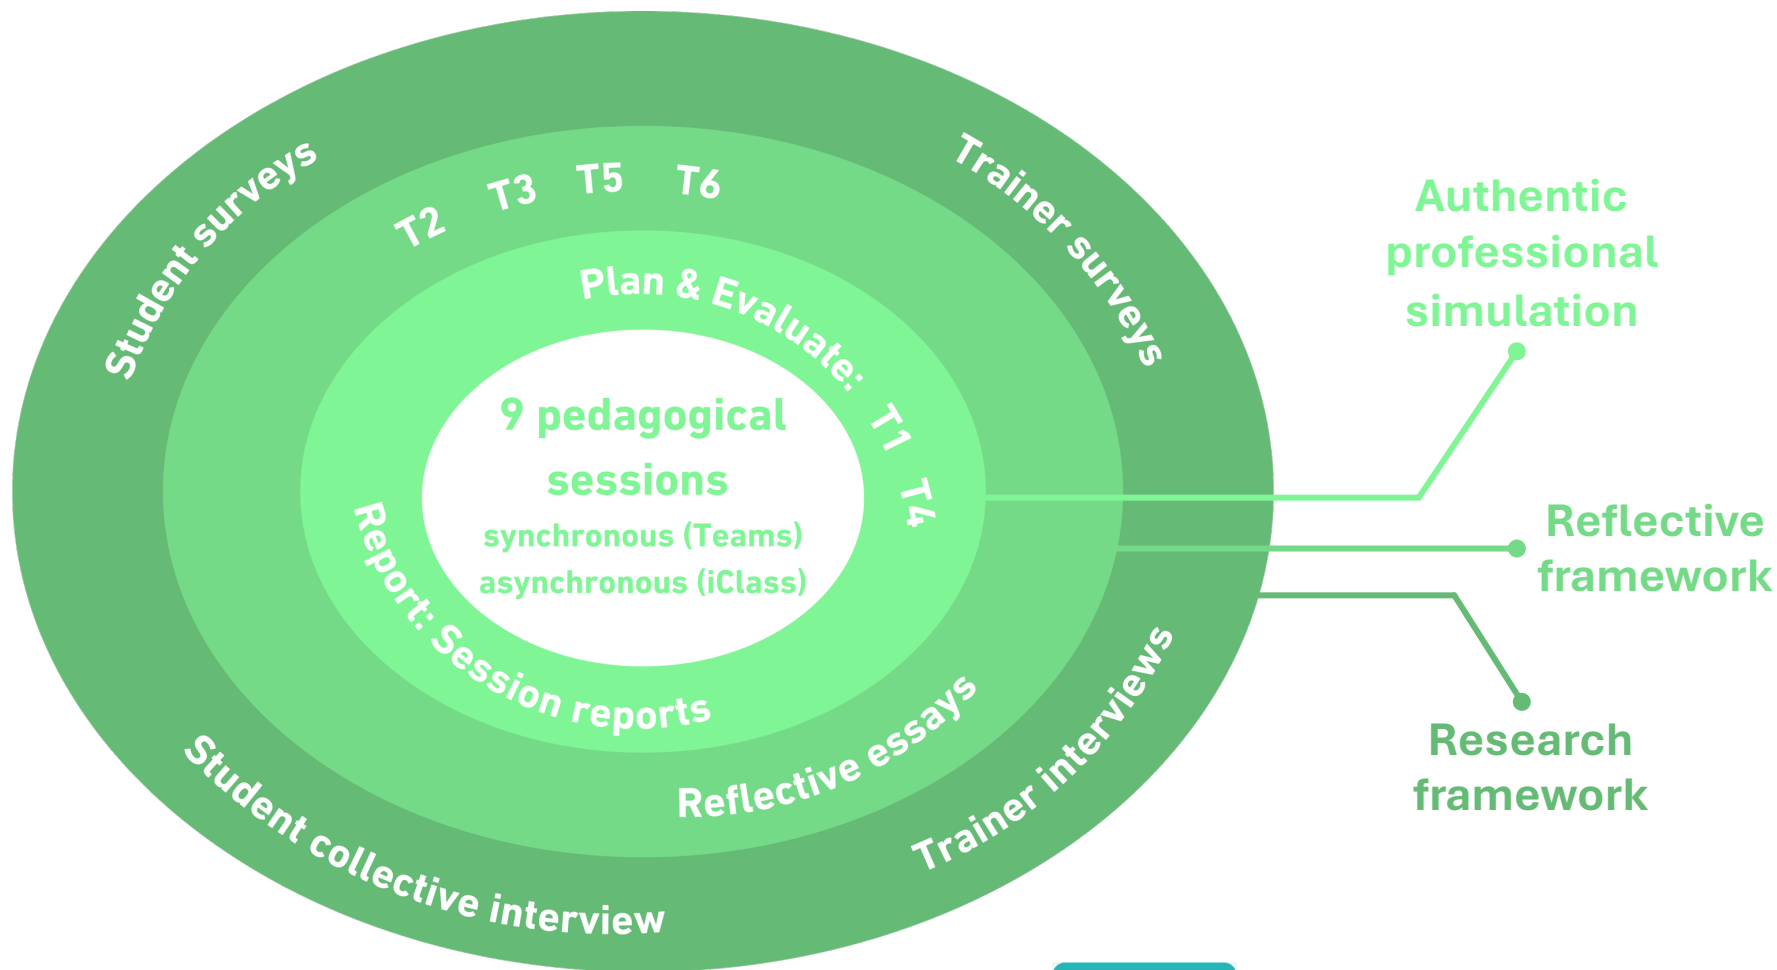 Student surveys
Trainer surveys
T2 T3 T5 T6
Plan & Evaluate: T1 T4
9 pedagogical
sessions
synchronous (Teams)
asynchronous (iClass)
Report: Session reports
Reflective essays
Student collective interview
Trainer interviews
Authentic
professional
simulation
Reflective
framework
Research
framework